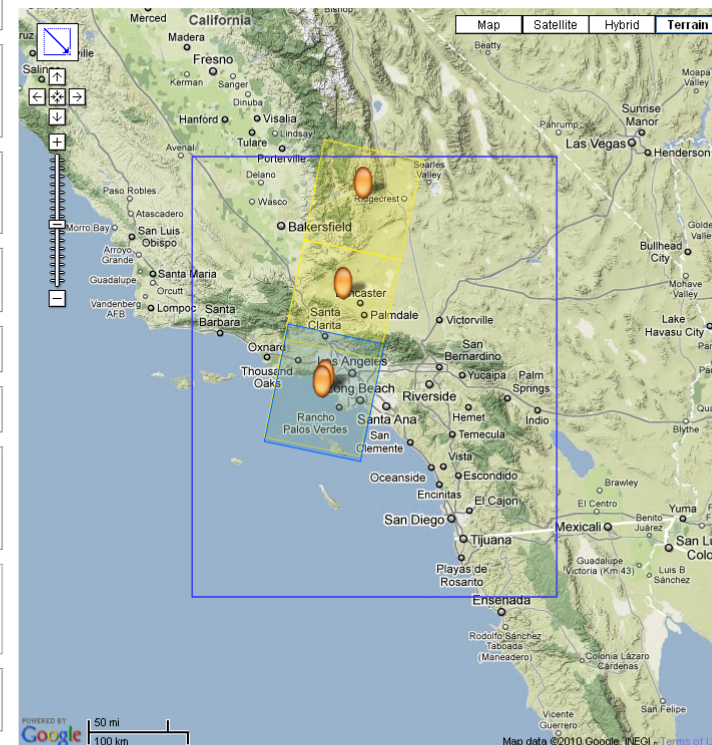 Map
Satellite
Hybrid
Terrain
Merced
California
Madera
Fresno
Kerman
Sanger
Dinuba
Hanford
Visalia
Lindsay
Tulare
Porterville
Avenal
Delano
Wasco
Beatty
Moapa
Valley
Sunrise
Manor
Pahrump
Las Vegas
Henderson
Searles
Valley
Ridgecrest
Paso Robles
Atascadero
Morro Bay
San Luis
Obispo
Arroyo
Grande
Bakersfield
Bullhead
City
Guadalupe
Santa Maria
Orcutt
Vandenberg
AFB
Lompoc
Santa
Barbara
Mohave
Valley
Lake
Havasu City
Santa
Clarita
Palmdale
Victorville
Oxnard
Thousand
Oaks
Los Angeles
San
Bernardino
Long Beach
Yucaipa
Palm
Springs
Riverside
Rancho
Palos Verdes
Santa Ana
Hemet
Indio
San
Clemente
Temecula
Blythe
Vista
Oceanside
Escondido
Encinitas
El Cajon
Brawley
El Centro
San Diego
Mexicali
Benito
Juárez
Yuma
Tijuana
Playas de
Rosarito
Guadalupe
Victoria (Km 43)
Luis B
Sánchez
Ensenada
Rodolfo Sánchez
Taboada
(Maneadero)
Colonia Lázaro
Cárdenas
San Felipe
Vicente
Guerrero
50 mi
100 km
POWERED BY
Google
Map data ©2010 Google, INEGI - Terms of